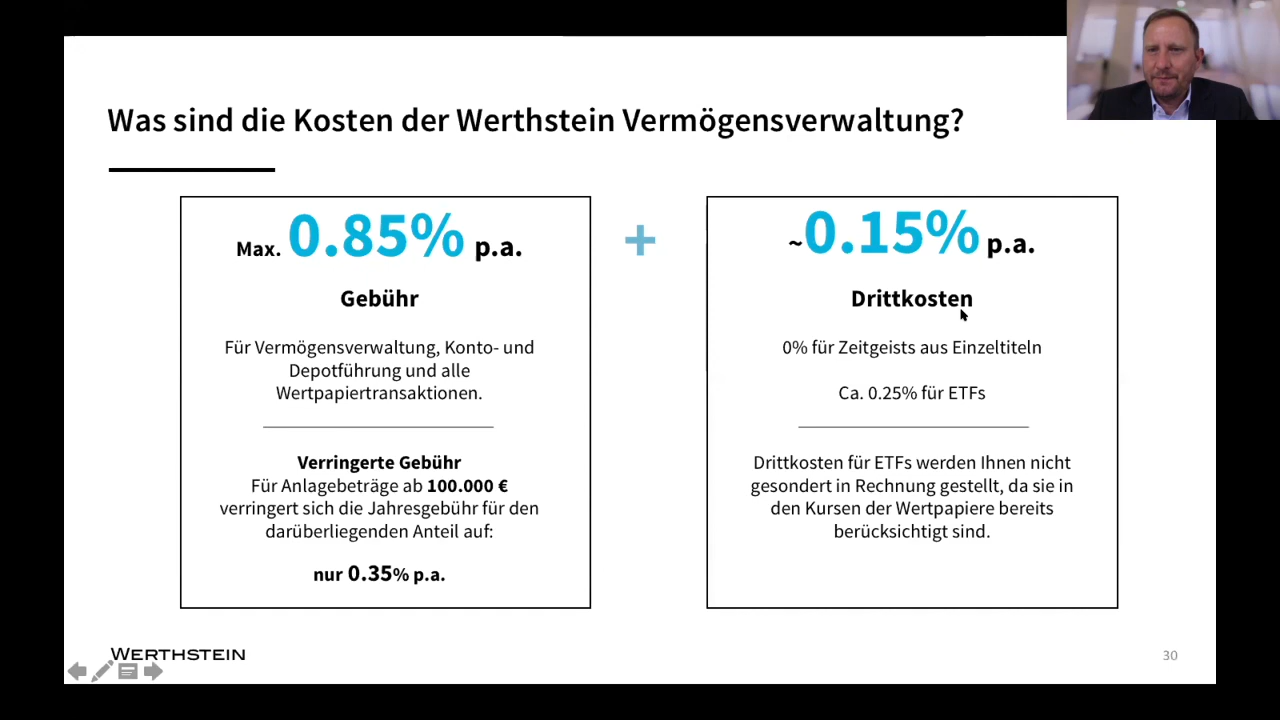 Was sind die Kosten der Werthstein Vermögensverwaltung?
Max. 0.85% p.a.
Gebühr
Für Vermögensverwaltung, Konto- und
Depotführung und alle
Wertpapiertransaktionen.
Verringerte Gebühr
Für Anlagebeträge ab 100.000 €
verringert sich die Jahresgebühr für den
darüberliegenden Anteil auf:
nur 0.35% p.a.
+
~0.15% p.a.
Drittkosten
0% für Zeitgeists aus Einzeltiteln
Ca. 0.25% für ETFs
Drittkosten für ETFs werden Ihnen nicht
gesondert in Rechnung gestellt, da sie in
den Kursen der Wertpapiere bereits
berücksichtigt sind.
WERTHSTEIN
30